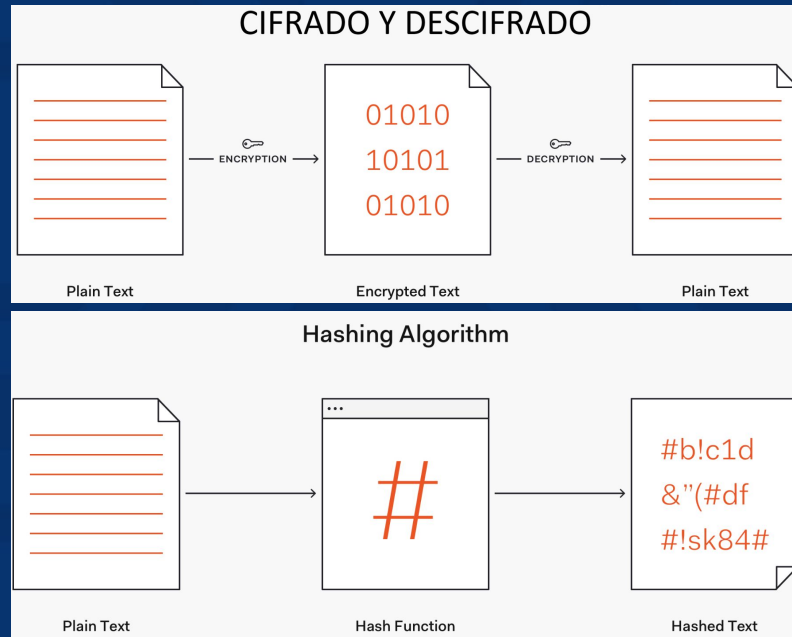 CIFRADO Y DESCIFRADO
01010
10101
01010
ENCRYPTION
DECRYPTION
Plain Text
Encrypted Text
Plain Text
Hashing Algorithm
#
#b!c1d
&”(#df
#!sk84#
Plain Text
Hash Function
Hashed Text